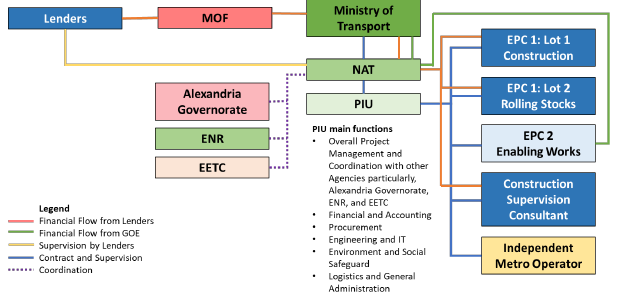 Lenders
MOF
Ministry of
Transport
NAT
PIU
Alexandria
Governorate
ENR
EETC
EPC 1: Lot 1
Construction
EPC 1: Lot 2
Rolling Stocks
EPC 2
Enabling Works
Construction
Supervision
Consultant
Independent
Metro Operator
PIU main functions
• Overall Project
Management and
Coordination with other
Agencies particularly,
Alexandria Governorate,
ENR, and EETC
• Financial and Accounting
• Procurement
• Engineering and IT
• Environment and Social
Safeguard
• Logistics and General
Administration
Legend
Financial Flow from Lenders
Financial Flow from GOE
Supervision by Lenders
Contract and Supervision
Coordination